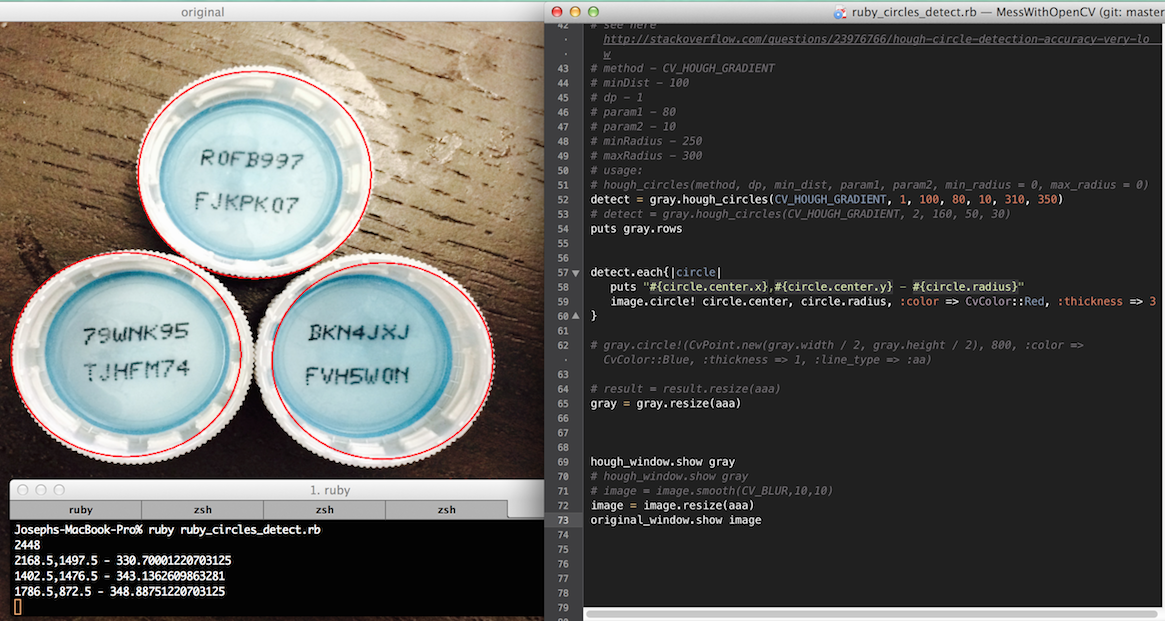 original
ROFB997
FJKPK07
79WNK95
TJHFM74
BKN4JXJ
FVH5WON
1. ruby
ruby zsh zsh zsh
Josephs-MacBook-Pro% ruby ruby_circles_detect.rb
2448
2168.5,1497.5 - 330.70001220703125
1402.5,1476.5 - 343.1362609863281
1786.5,872.5 - 348.88751220703125
ruby_circles_detect.rb — MessWithOpenCV (git: master
42 # see here
· http://stackoverflow.com/questions/23976766/hough-circle-detection-accuracy-very-lo
· w
43 # method - CV_HOUGH_GRADIENT
44 # minDist - 100
45 # dp - 1
46 # param1 - 80
47 # param2 - 10
48 # minRadius - 250
49 # maxRadius - 300
50 # usage:
51 # hough_circles(method, dp, min_dist, param1, param2, min_radius = 0, max_radius = 0)
52 detect = gray.hough_circles(CV_HOUGH_GRADIENT, 1, 100, 80, 10, 310, 350)
53 # detect = gray.hough_circles(CV_HOUGH_GRADIENT, 2, 160, 50, 30)
54 puts gray.rows
55
56
57 detect.each{|circle|
58 puts "#{circle.center.x},#{circle.center.y} - #{circle.radius}"
59 image.circle! circle.center, circle.radius, :color => CvColor::Red, :thickness => 3
60 }
61
62 # gray.circle!(CvPoint.new(gray.width / 2, gray.height / 2), 800, :color =>
· CvColor::Blue, :thickness => 1, :line_type => :aa)
63
64 # result = result.resize(aaa)
65 gray = gray.resize(aaa)
66
67
68
69 hough_window.show gray
70 # hough_window.show gray
71 # image = image.smooth(CV_BLUR,10,10)
72 image = image.resize(aaa)
73 original_window.show image
74
75
76
77
78
79